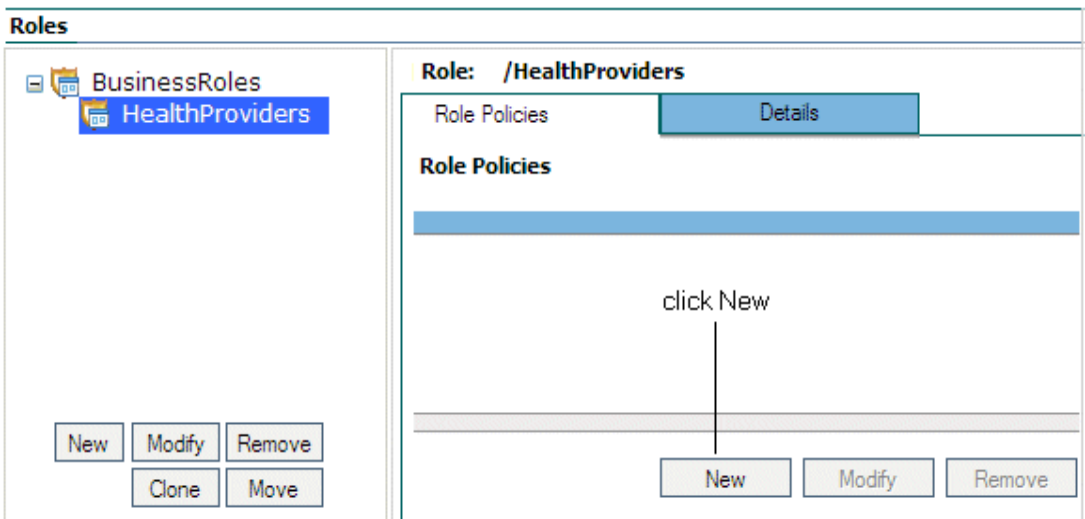 Roles
BusinessRoles
HealthProviders
New Modify Remove
Clone Move
Role: /HealthProviders
Role Policies Details
Role Policies
click New
New Modify Remove